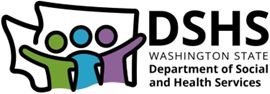 DSHS
WASHINGTON STATE
Department of Social
and Health Services